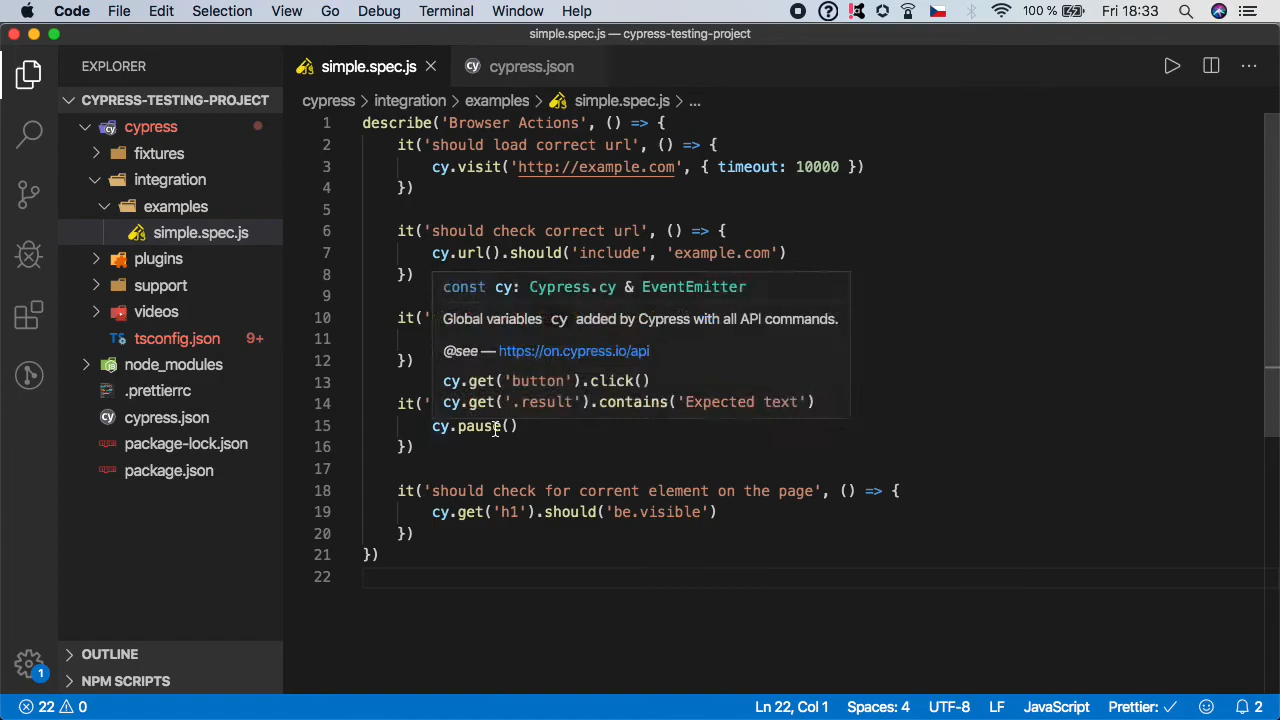 Code File Edit Selection View Go Debug Terminal Window Help 100 % Fri 18:33
simple.spec.js — cypress-testing-project
EXPLORER
CYPRESS-TESTING-PROJECT
cypress
fixtures
integration
examples
simple.spec.js
plugins
support
videos
tsconfig.json 9+
node_modules
.prettierrc
cypress.json
package-lock.json
package.json
OUTLINE
NPM SCRIPTS
simple.spec.js cypress.json
cypress > integration > examples > simple.spec.js > ...
1 describe('Browser Actions', () => {
2 it('should load correct url', () => {
3 cy.visit('http://example.com', { timeout: 10000 })
4 })
5
6 it('should check correct url', () => {
7 cy.url().should('include', 'example.com')
8 })
9
const cy: Cypress.cy & EventEmitter
10 it('
Global variables cy added by Cypress with all API commands.
11
@see — https://on.cypress.io/api
12 })
13
cy.get('button').click()
14 it('
cy.get('.result').contains('Expected text')
15 cy.pause()
16 })
17
18 it('should check for corrent element on the page', () => {
19 cy.get('h1').should('be.visible')
20 })
21 })
22
1
22 0 Ln 22, Col 1 Spaces: 4 UTF-8 LF JavaScript Prettier: ✓ 2